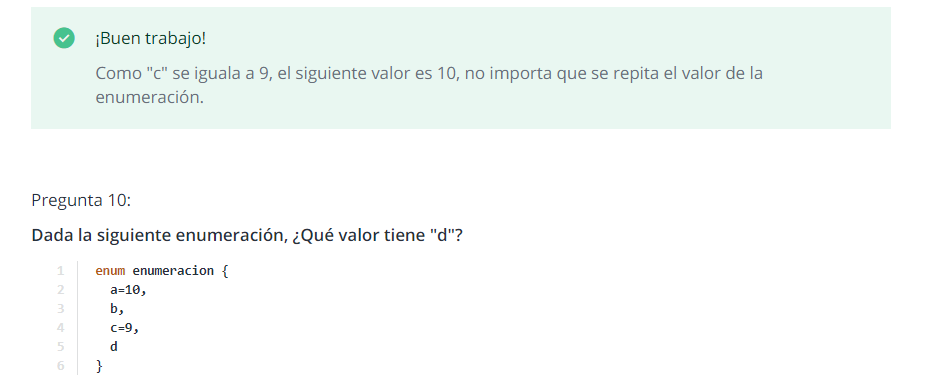 ¡Buen trabajo!
Como "c" se iguala a 9, el siguiente valor es 10, no importa que se repita el valor de la
enumeración.
Pregunta 10:
Dada la siguiente enumeración, ¿Qué valor tiene "d"?
1 enum enumeracion {
2 a=10,
3 b,
4 c=9,
5 d
6 }